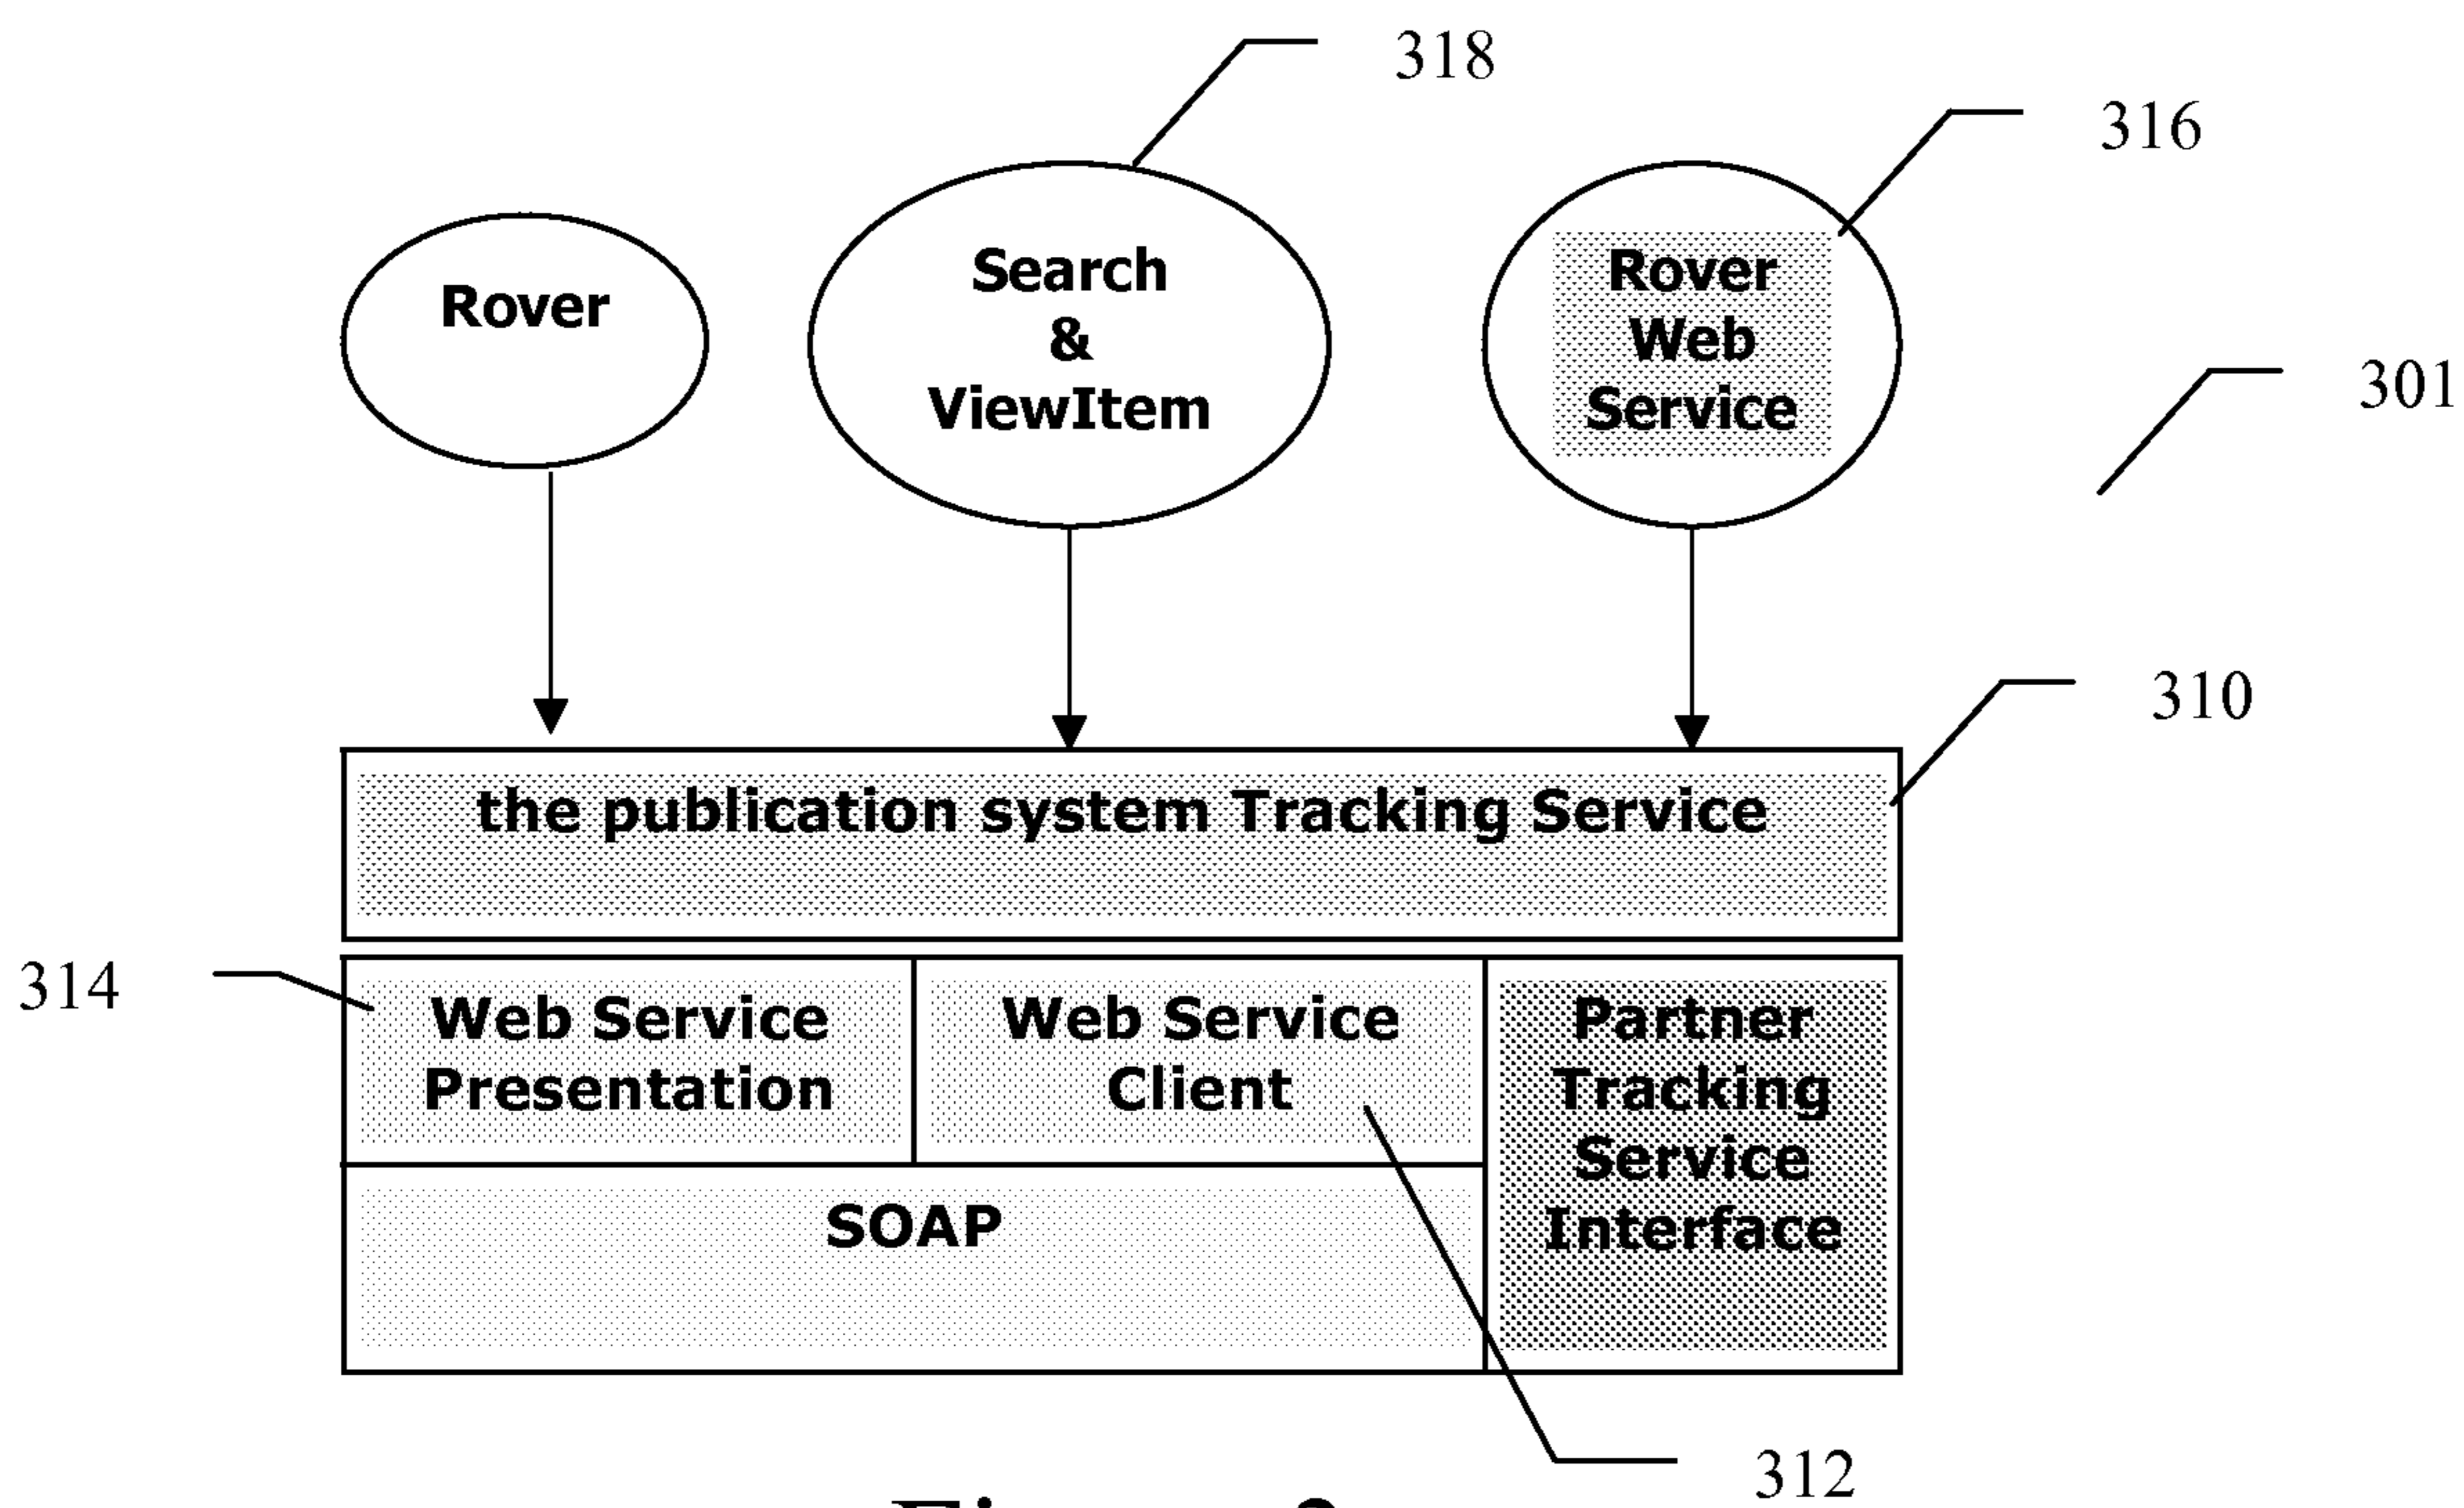 318
316
Rover
Search
&
ViewItem
Rover
Web
Service
301
310
the publication system Tracking Service
314
Web Service
Presentation
Web Service
Client
Partner
Tracking
Service
Interface
SOAP
312